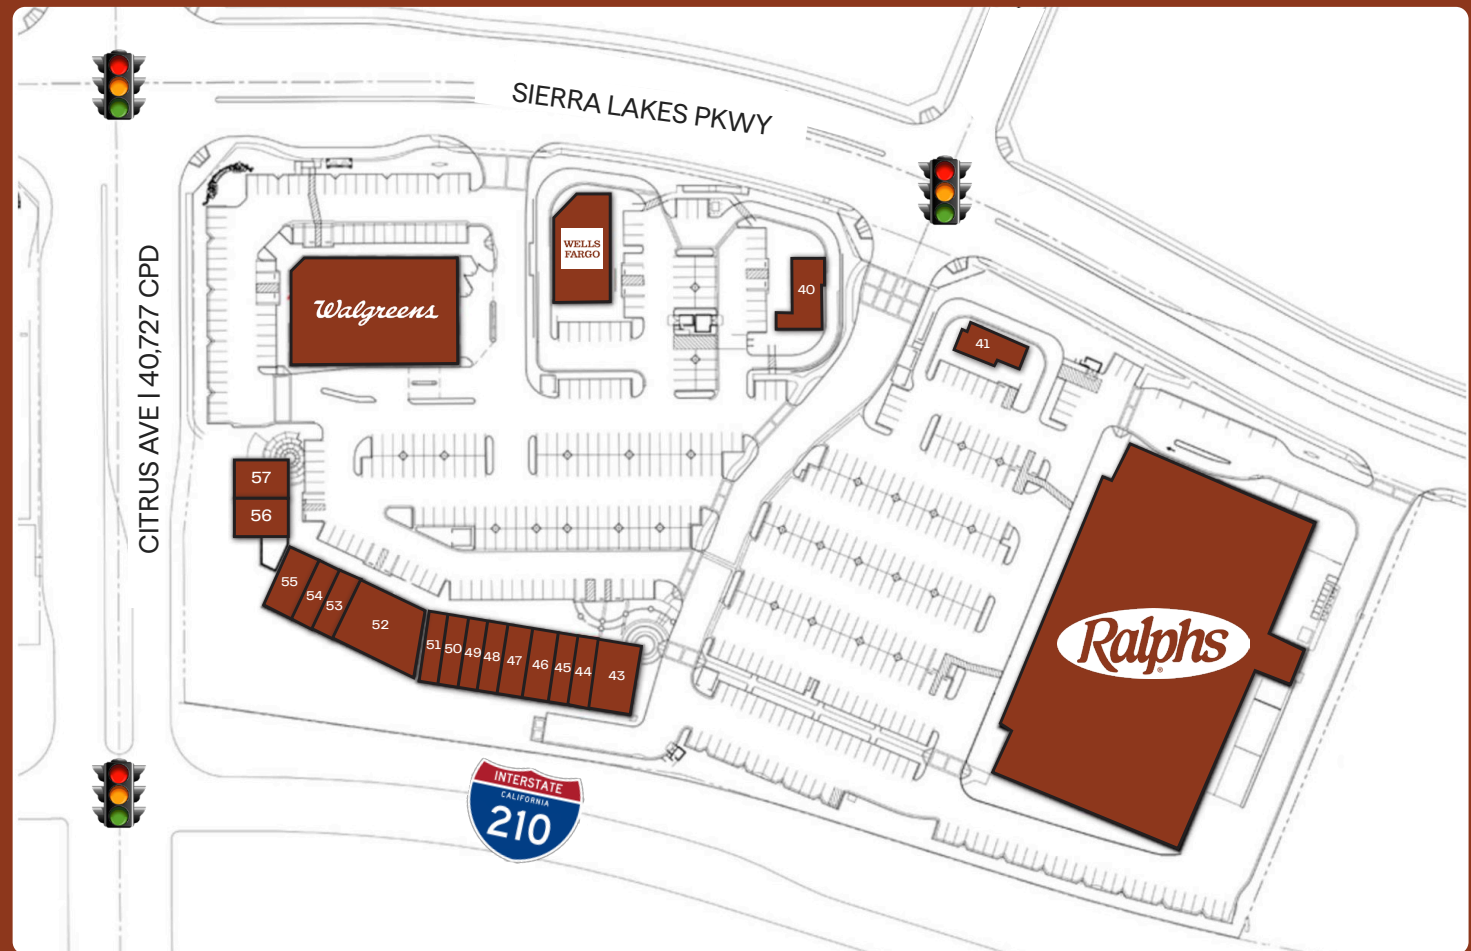 SIERRA LAKES PKWY
CITRUS AVE | 40,727 CPD
WELLS
FARGO
Walgreens
40
41
57
56
55
54
53
52
51
50
49
48
47
46
45
44
43
Ralphs
®
INTERSTATE
CALIFORNIA
210